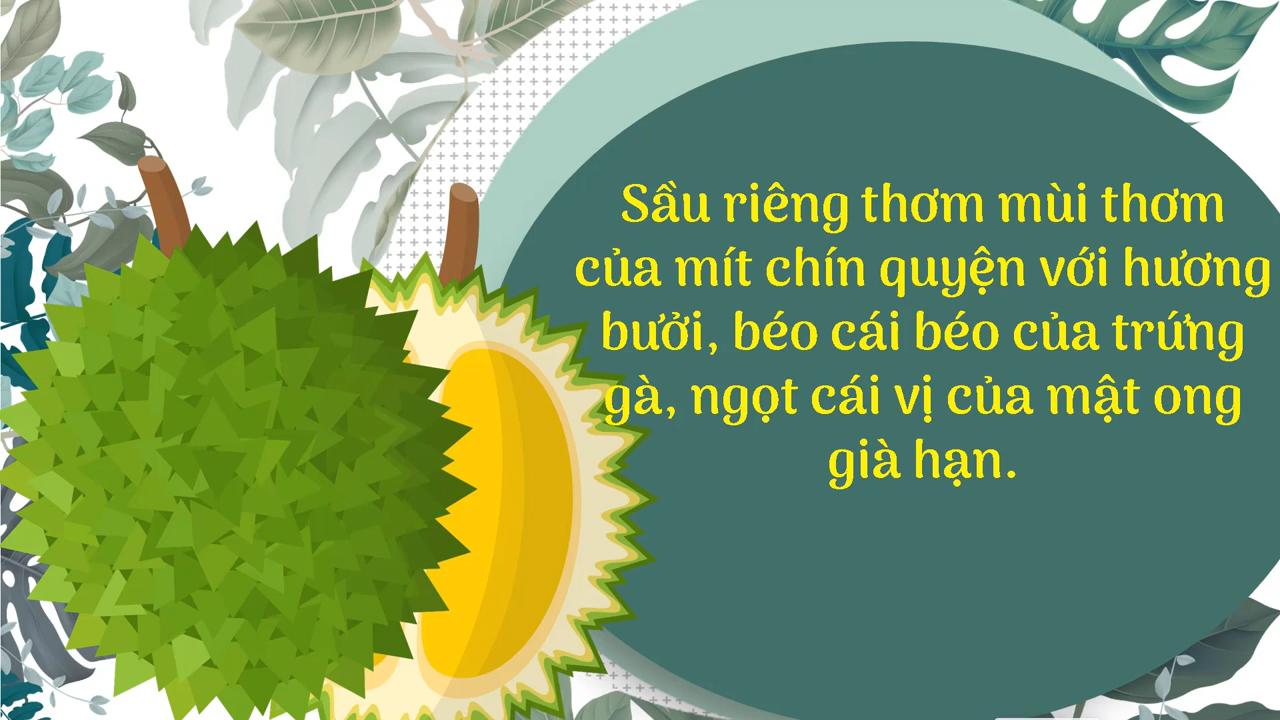 Sầu riêng thơm mùi thơm
của mít chín quyện với hương
bưởi, béo cái béo của trứng
gà, ngọt cái vị của mật ong
già hạn.